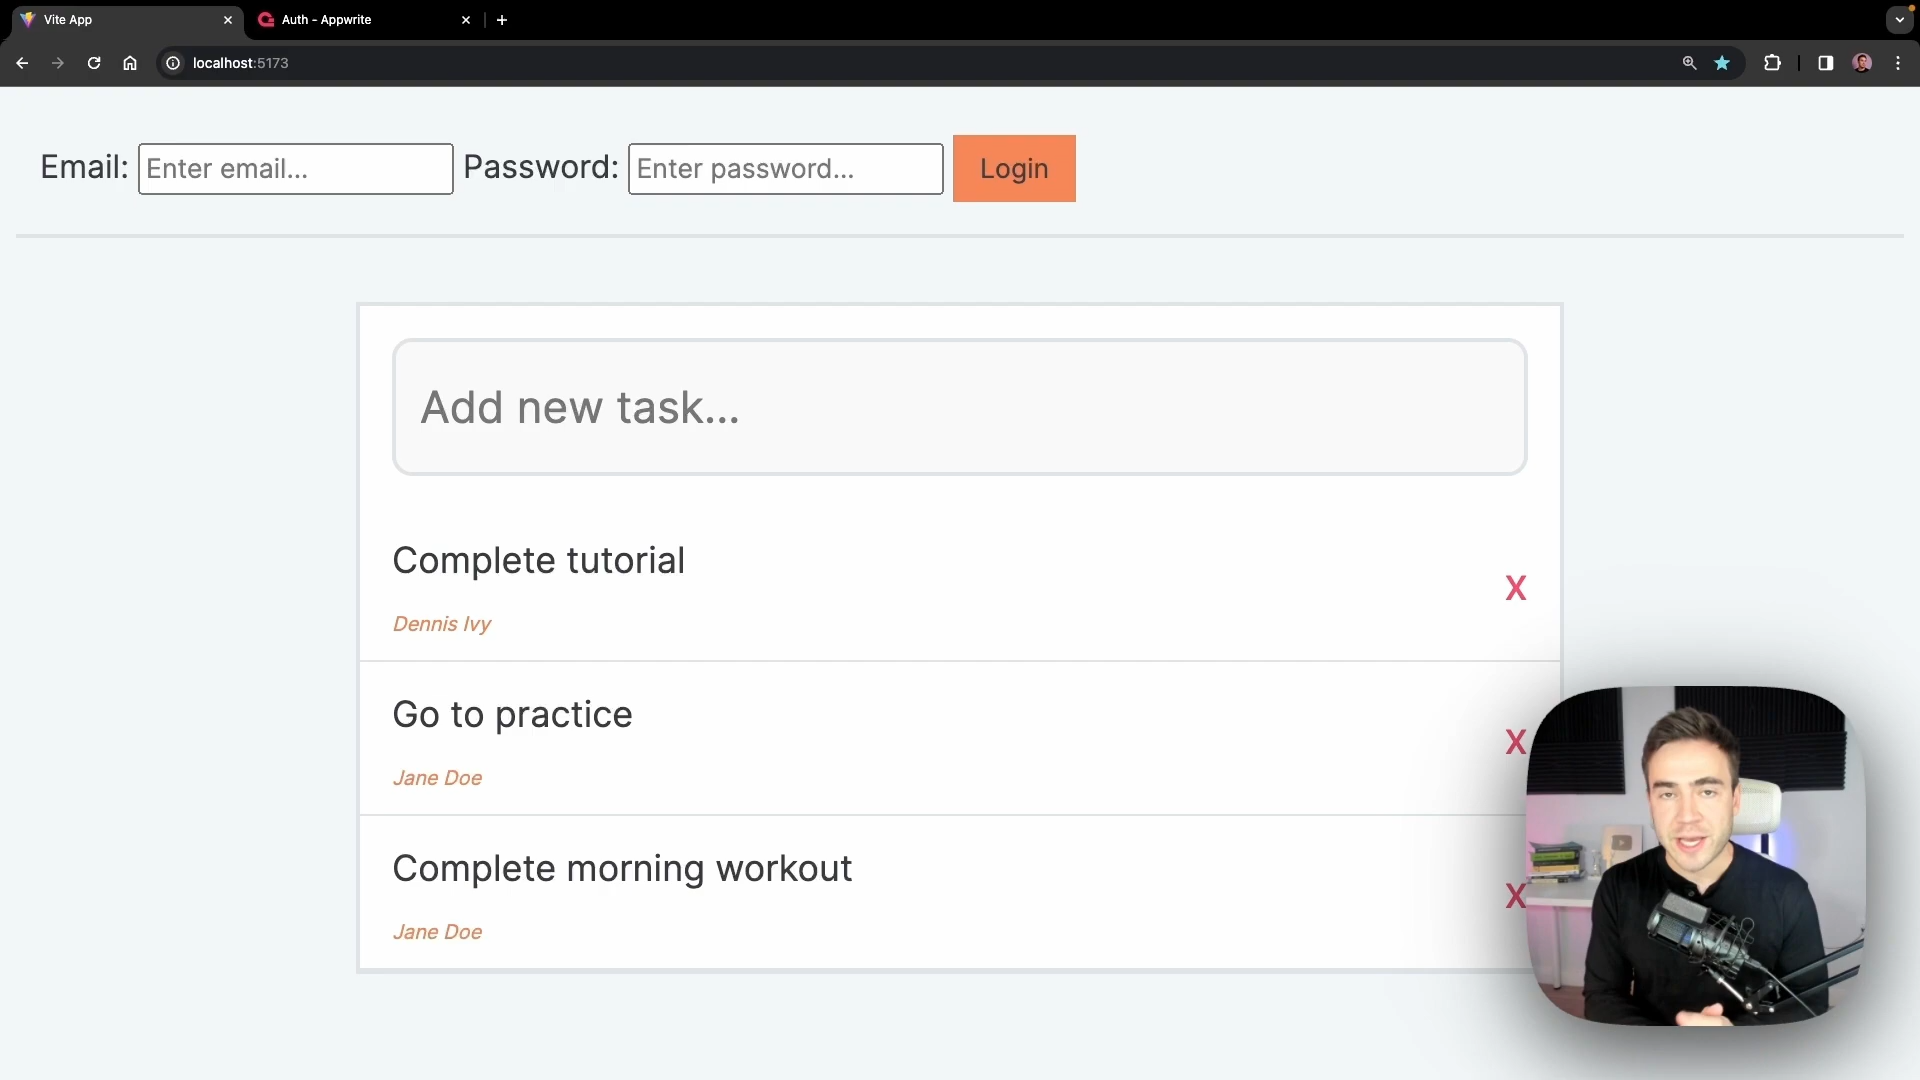 Vite App
Auth - Appwrite
localhost:5173
Email: Enter email... Password: Enter password... Login
Add new task...
Complete tutorial
X
Dennis Ivy
Go to practice
X
Jane Doe
Complete morning workout
X
Jane Doe